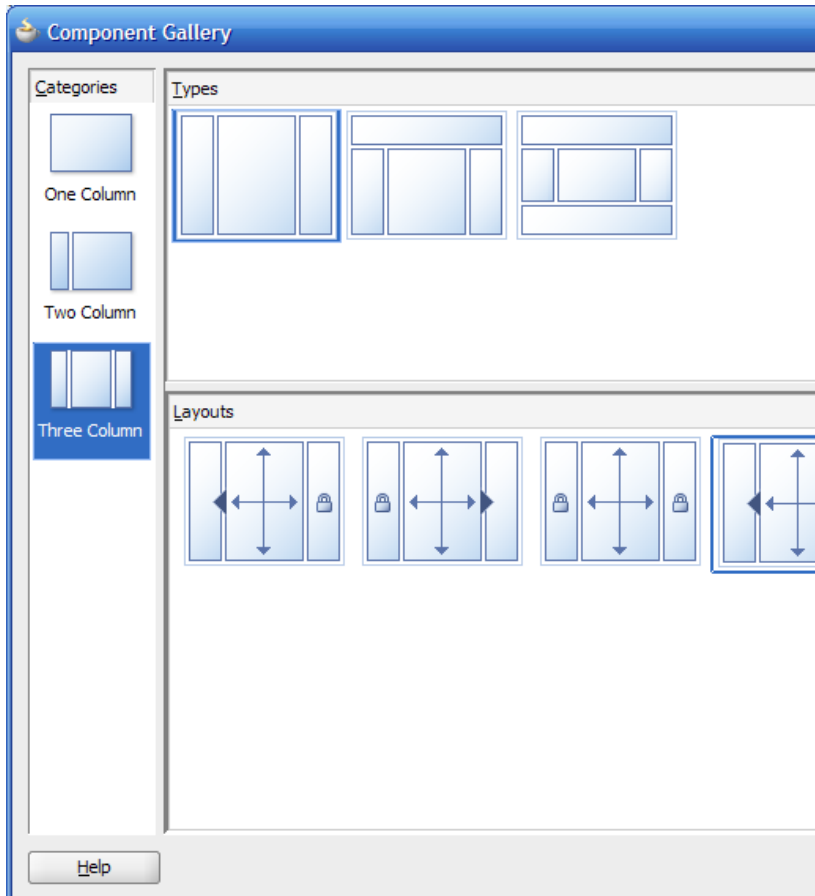 Component Gallery
Categories
Types
One Column
Two Column
Three Column
Layouts
Help